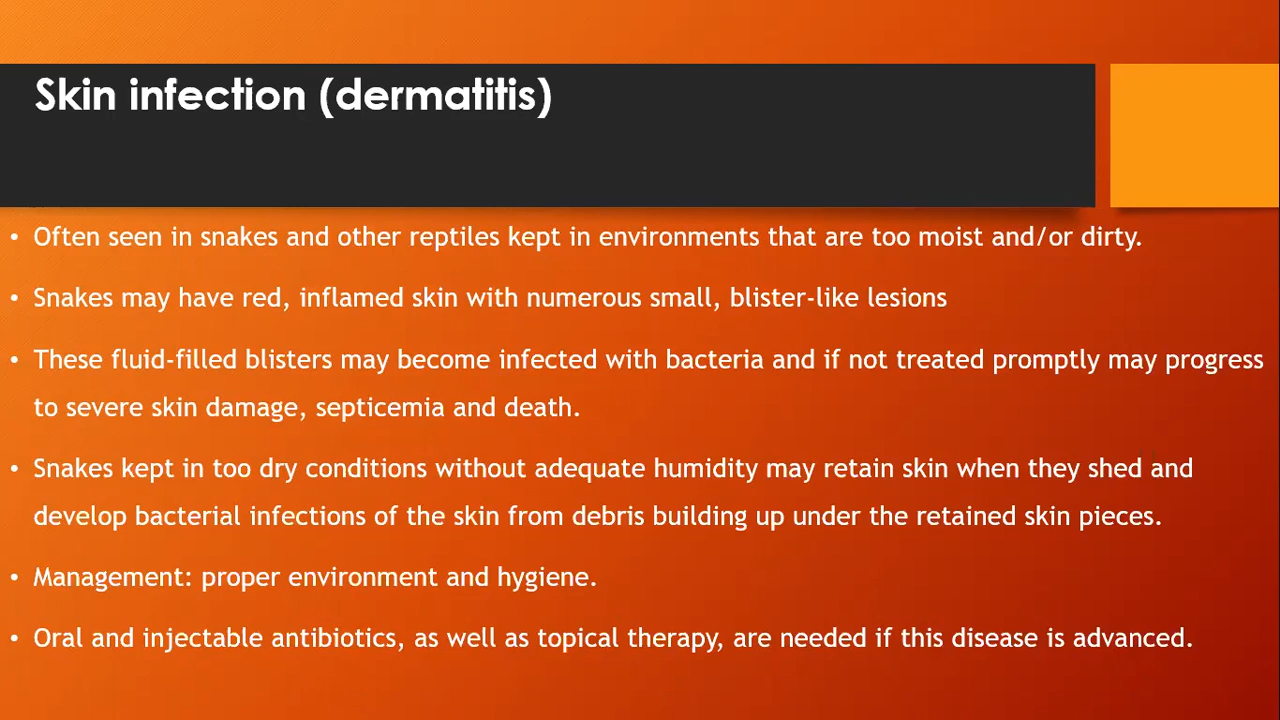 Skin infection (dermatitis)
• Often seen in snakes and other reptiles kept in environments that are too moist and/or dirty.
• Snakes may have red, inflamed skin with numerous small, blister-like lesions
• These fluid-filled blisters may become infected with bacteria and if not treated promptly may progress
to severe skin damage, septicemia and death.
• Snakes kept in too dry conditions without adequate humidity may retain skin when they shed and
develop bacterial infections of the skin from debris building up under the retained skin pieces.
• Management: proper environment and hygiene.
• Oral and injectable antibiotics, as well as topical therapy, are needed if this disease is advanced.